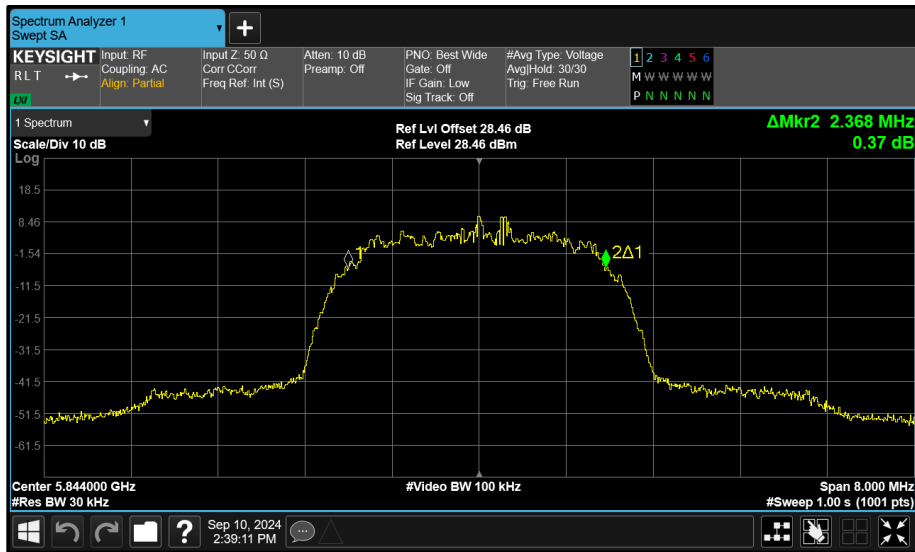 Spectrum Analyzer 1
Swept SA
+
KEYSIGHT
RLT
LXI
Input: RF
Coupling: AC
Align: Partial
Input Z: 50 Ω
Corr CCorr
Freq Ref: Int (S)
Atten: 10 dB
Preamp: Off
PNO: Best Wide
Gate: Off
IF Gain: Low
Sig Track: Off
#Avg Type: Voltage
Avg|Hold: 30/30
Trig: Free Run
1 2 3 4 5 6
M W W W W W
P N N N N N
1 Spectrum
Scale/Div 10 dB
Ref Lvl Offset 28.46 dB
Ref Level 28.46 dBm
ΔMkr2 2.368 MHz
0.37 dB
Log
18.5
8.46
-1.54
-11.5
-21.5
-31.5
-41.5
-51.5
-61.5
1
2Δ1
Center 5.844000 GHz
#Video BW 100 kHz
Span 8.000 MHz
#Res BW 30 kHz
#Sweep 1.00 s (1001 pts)
?
Sep 10, 2024
2:39:11 PM